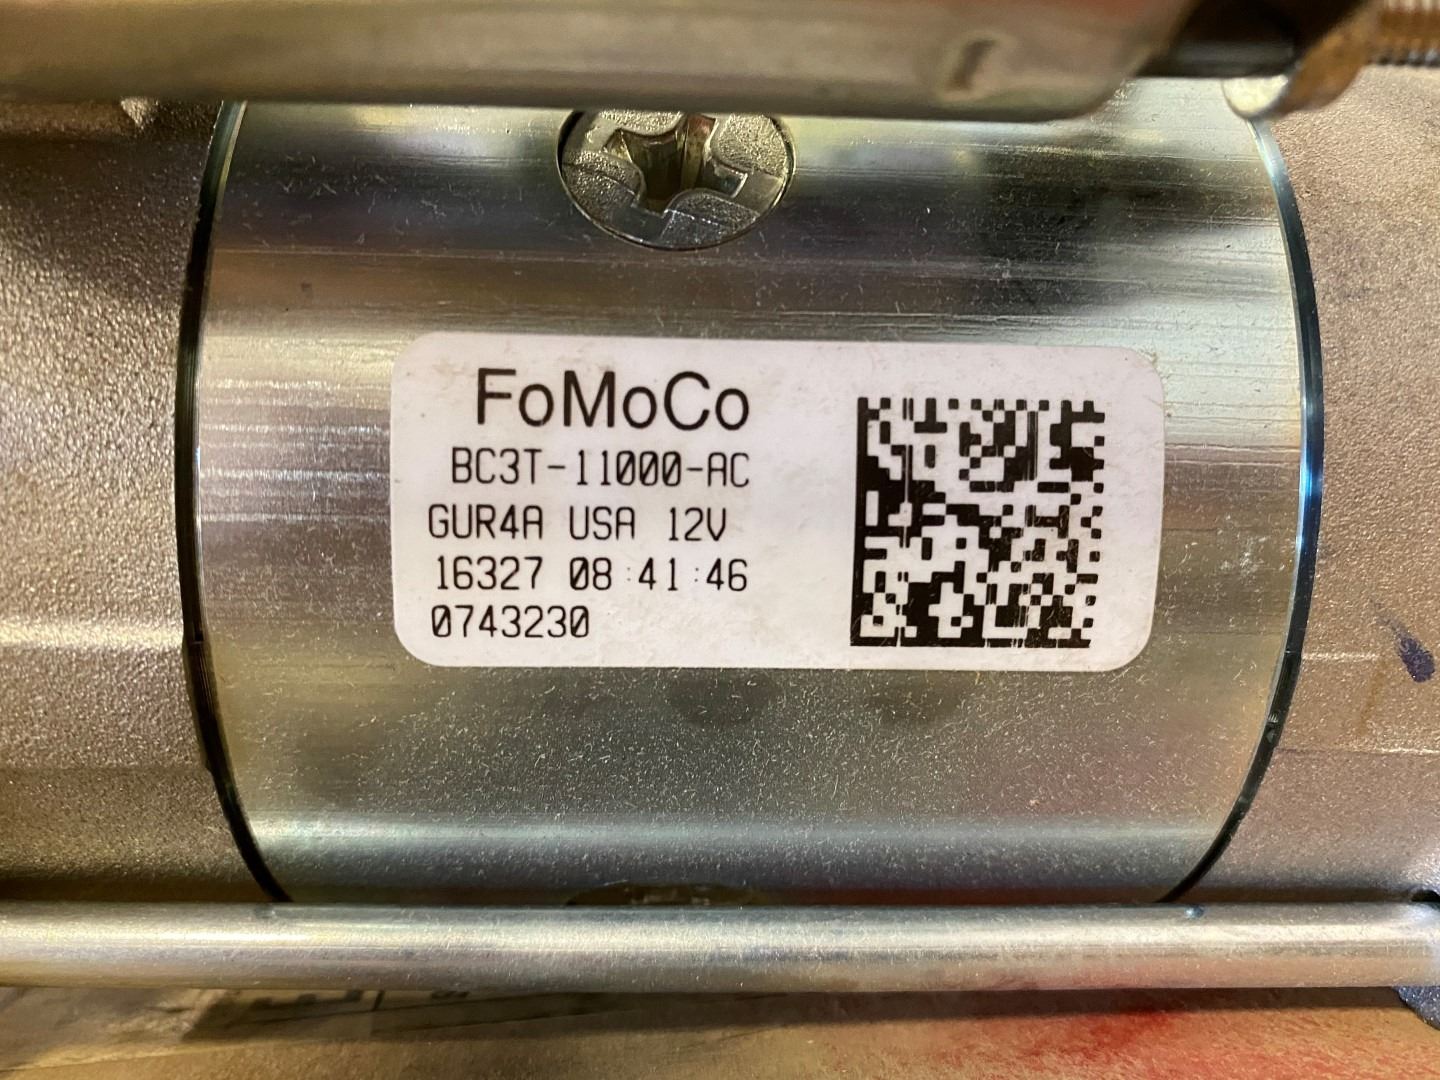 FoMoCo
BC3T-11000-AC
GUR4A USA 12V
16327 08:41:46
0743230